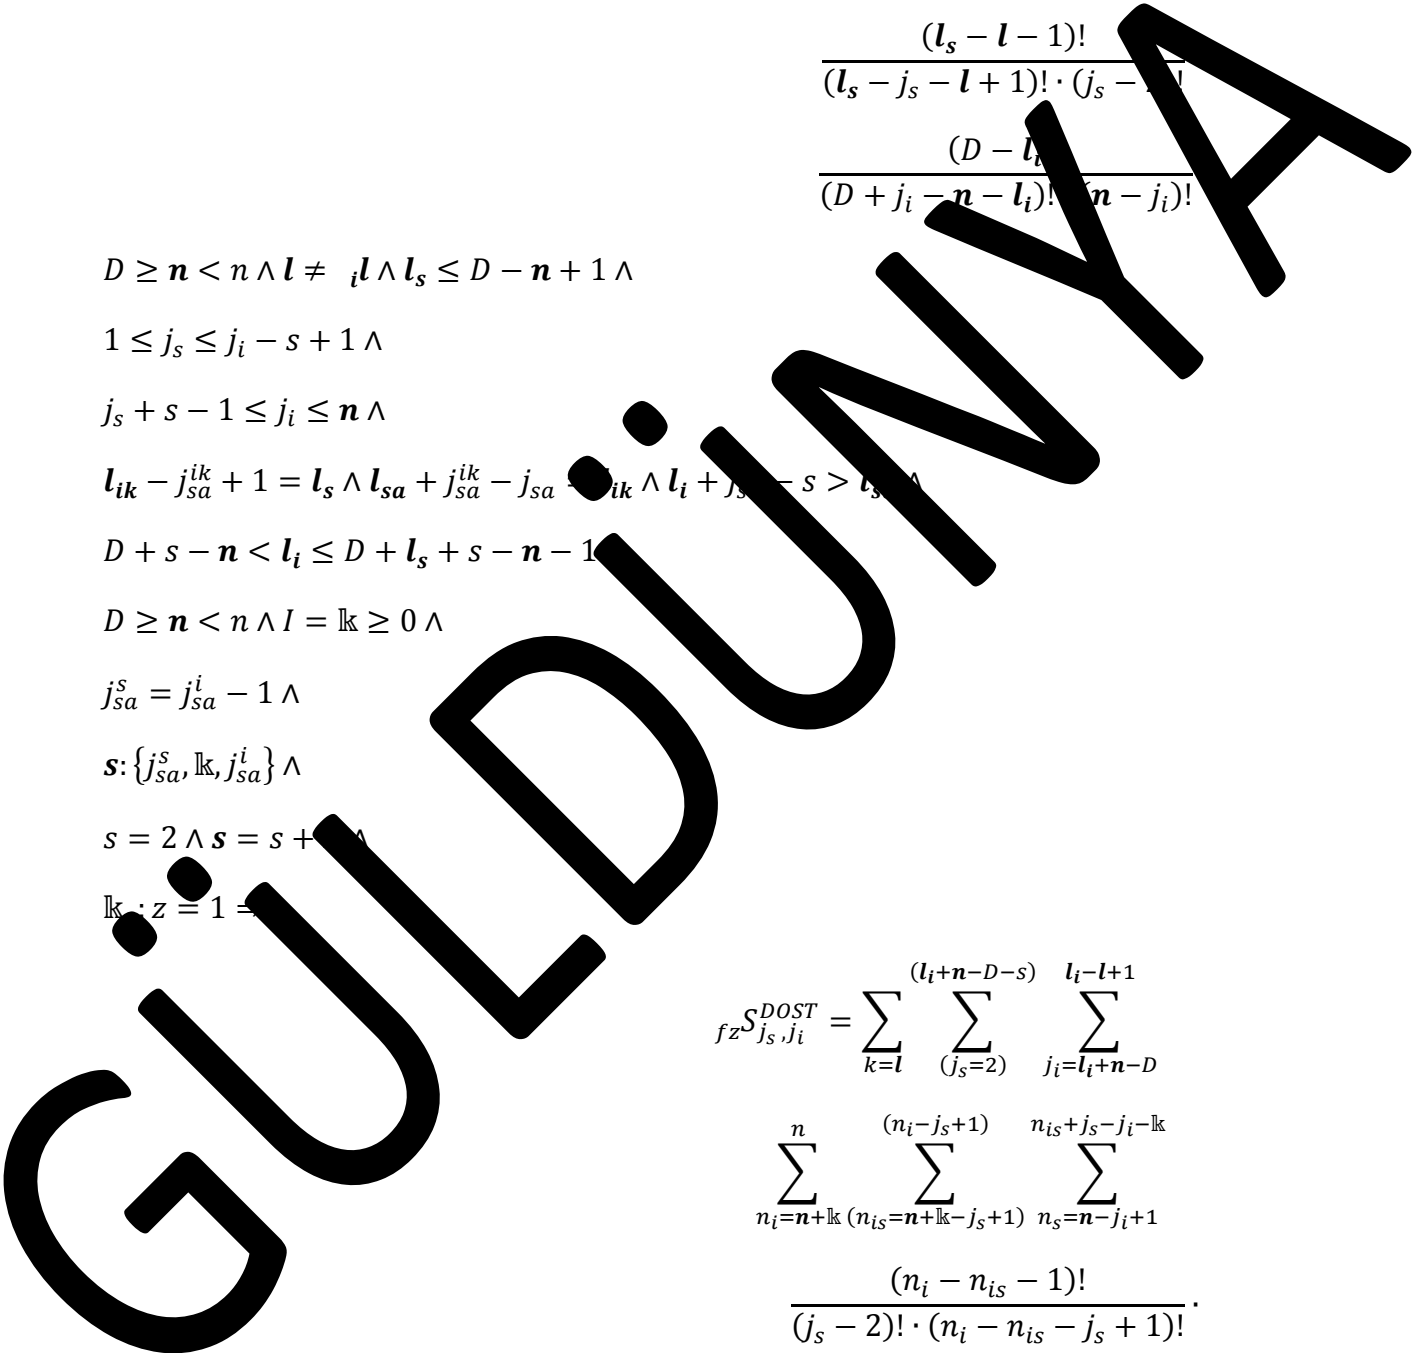 (l_s − l − 1)!
(l_s − j_s − l + 1)! · (j_s − !
(D − l_i
(D + j_i − n − l_i)! (n − j_i)!
D ≥ n < n ∧ l ≠ _il ∧ l_s ≤ D − n + 1 ∧
1 ≤ j_s ≤ j_i − s + 1 ∧
j_s + s − 1 ≤ j_i ≤ n ∧
l_ik − j_sa^ik + 1 = l_s ∧ l_sa + j_sa^ik − j_sa = l_ik ∧ l_i + j_s − s > l_s ∧
D + s − n < l_i ≤ D + l_s + s − n − 1
D ≥ n < n ∧ I = 𝕜 ≥ 0 ∧
j_sa^s = j_sa^i − 1 ∧
s: {j_sa^s, 𝕜, j_sa^i} ∧
s = 2 ∧ s = s + ∧
𝕜 : z = 1 ⇒
(l_i+n−D−s) l_i−l+1
_fzS_{j_s,j_i}^{DOST} = ∑ ∑ ∑
k=l (j_s=2) j_i=l_i+n−D
n (n_i−j_s+1) n_is+j_s−j_i−𝕜
∑ ∑ ∑
n_i=n+𝕜 (n_is=n+𝕜−j_s+1) n_s=n−j_i+1
(n_i − n_is − 1)!
(j_s − 2)! · (n_i − n_is − j_s + 1)! ·
GÜLDÜNYA